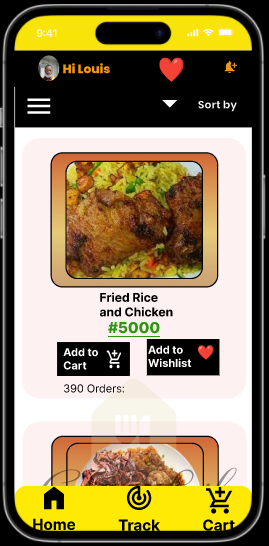 9:41
Hi Louis
Sort by
Fried Rice
and Chicken
#5000
Add to
Cart
Add to
Wishlist
390 Orders:
Home
Track
Cart